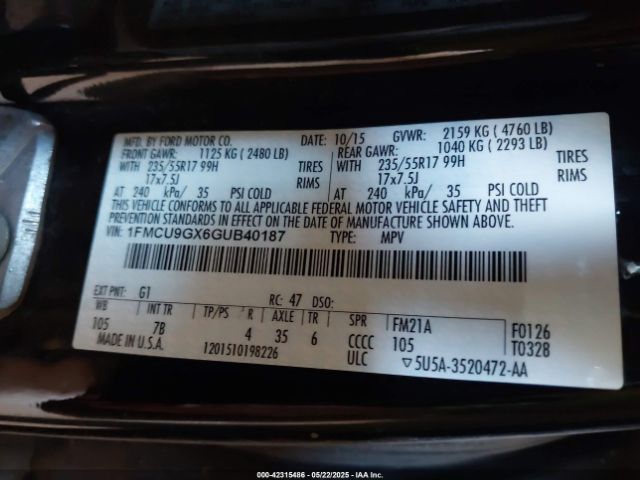 MFD. BY FORD MOTOR CO. DATE: 10/15 GVWR: 2159 KG ( 4760 LB)
FRONT GAWR: 1125 KG ( 2480 LB) REAR GAWR: 1040 KG ( 2293 LB)
WITH 235/55R17 99H TIRES WITH 235/55R17 99H TIRES
17x7.5J RIMS 17x7.5J RIMS
AT 240 kPa/ 35 PSI COLD AT 240 kPa/ 35 PSI COLD
THIS VEHICLE CONFORMS TO ALL APPLICABLE FEDERAL MOTOR VEHICLE SAFETY AND THEFT
PREVENTION STANDARDS IN EFFECT ON THE DATE OF MANUFACTURE SHOWN ABOVE.
VIN: 1FMCU9GX6GUB40187 TYPE: MPV
EXT PNT: G1 RC: 47 DSO:
WB INT TR TP/PS R AXLE TR SPR FM21A F0126
105 7B 4 35 6 CCCC 105 T0328
MADE IN U.S.A. 1201510198226 ULC ▽5U5A-3520472-AA
000-42315486 - 05/22/2025 - IAA Inc.